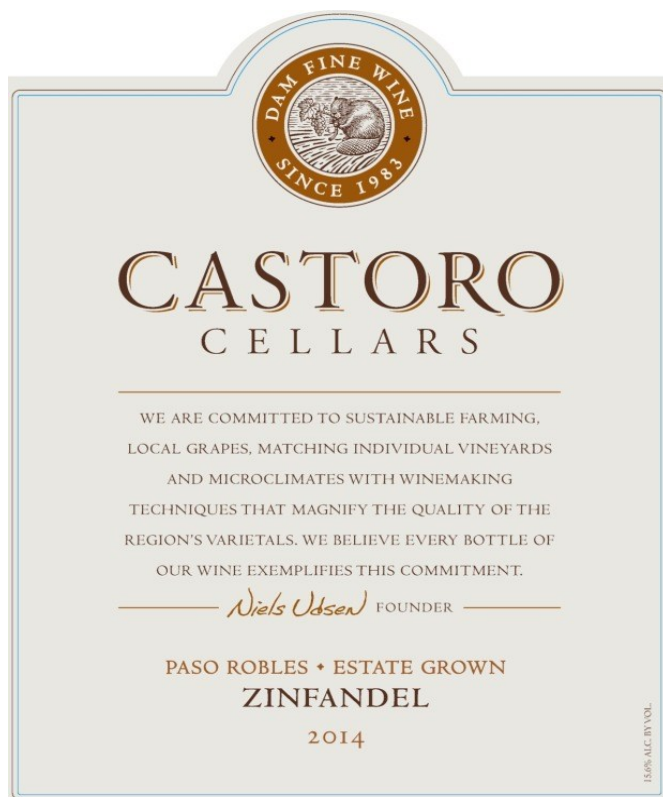 DAM FINE WINE
SINCE 1983
CASTORO
CELLARS
WE ARE COMMITTED TO SUSTAINABLE FARMING,
LOCAL GRAPES, MATCHING INDIVIDUAL VINEYARDS
AND MICROCLIMATES WITH WINEMAKING
TECHNIQUES THAT MAGNIFY THE QUALITY OF THE
REGION'S VARIETALS. WE BELIEVE EVERY BOTTLE OF
OUR WINE EXEMPLIFIES THIS COMMITMENT.
Niels Udsen FOUNDER
PASO ROBLES • ESTATE GROWN
ZINFANDEL
2014
15.6% ALC. BY VOL.